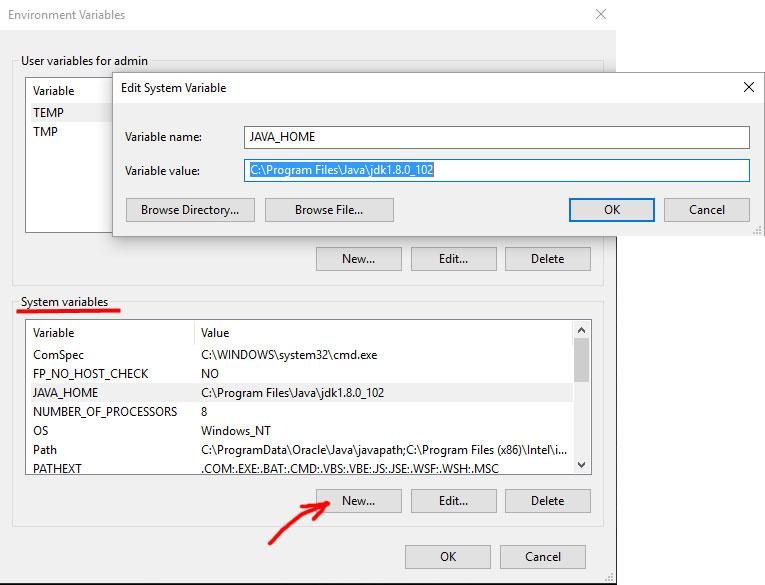 Environment Variables
User variables for admin
Variable
TEMP
TMP
Edit System Variable
Variable name: JAVA_HOME
Variable value: C:\Program Files\Java\jdk1.8.0_102
Browse Directory... Browse File... OK Cancel
New... Edit... Delete
System variables
Variable Value
ComSpec C:\WINDOWS\system32\cmd.exe
FP_NO_HOST_CHECK NO
JAVA_HOME C:\Program Files\Java\jdk1.8.0_102
NUMBER_OF_PROCESSORS 8
OS Windows_NT
Path C:\ProgramData\Oracle\Java\javapath;C:\Program Files (x86)\Intel\i...
PATHEXT .COM;.EXE;.BAT;.CMD;.VBS;.VBE;.JS;.JSE;.WSF;.WSH;.MSC
New... Edit... Delete
OK Cancel